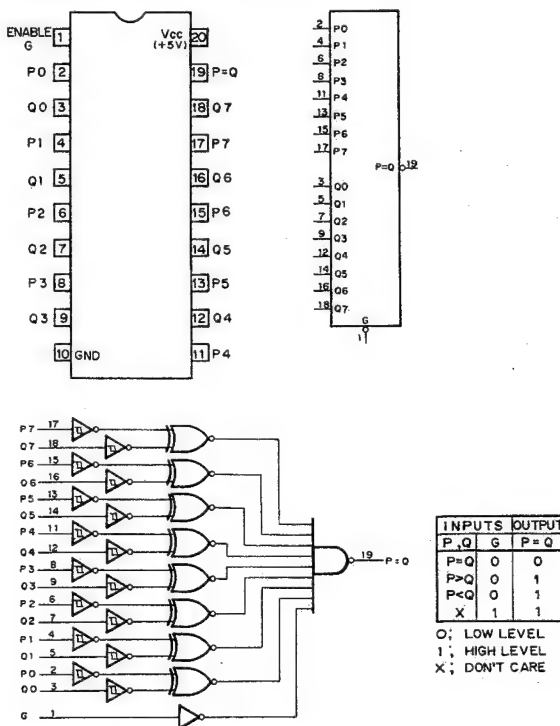 ENABLE
G 1
Vcc 20
(+5V)
P0 2
19 P=Q
Q0 3
18 Q7
P1 4
17 P7
Q1 5
16 Q6
P2 6
15 P6
Q2 7
14 Q5
P3 8
13 P5
Q3 9
12 Q4
10 GND
11 P4
2 P0
4 P1
6 P2
8 P3
11 P4
13 P5
15 P6
17 P7
P=Q 19
3 Q0
5 Q1
7 Q2
9 Q3
12 Q4
14 Q5
16 Q6
18 Q7
G
1
P7 17
Q7 18
P6 15
Q6 16
P5 13
Q5 14
P4 11
Q4 12
P3 8
Q3 9
P2 6
Q2 7
P1 4
Q1 5
P0 2
Q0 3
G 1
19 P=Q
INPUTS OUTPUT
P,Q G P=Q
P=Q 0 0
P>Q 0 1
P<Q 0 1
X 1 1
0; LOW LEVEL
1; HIGH LEVEL
X; DON'T CARE